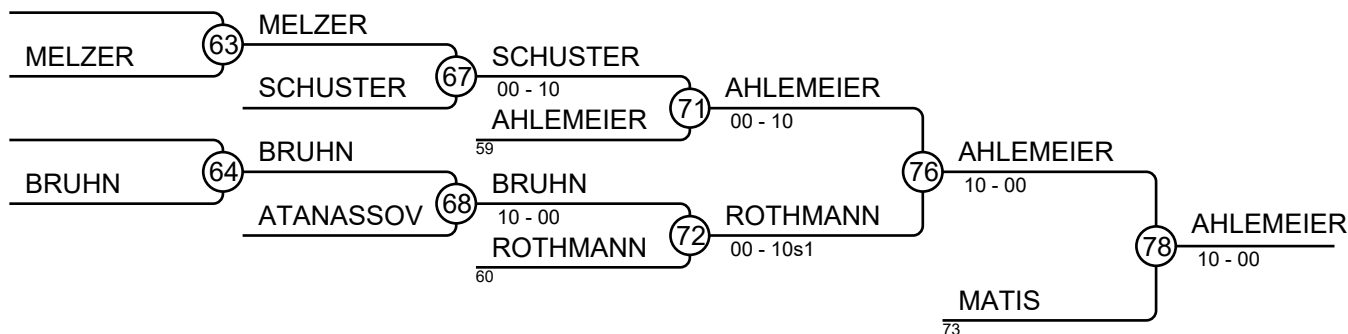 MELZER
63
MELZER
SCHUSTER
67
SCHUSTER
00 - 10
AHLEMEIER
59
71
AHLEMEIER
00 - 10
BRUHN
64
BRUHN
ATANASSOV
68
BRUHN
10 - 00
ROTHMANN
60
72
ROTHMANN
00 - 10s1
76
AHLEMEIER
10 - 00
MATIS
73
78
AHLEMEIER
10 - 00